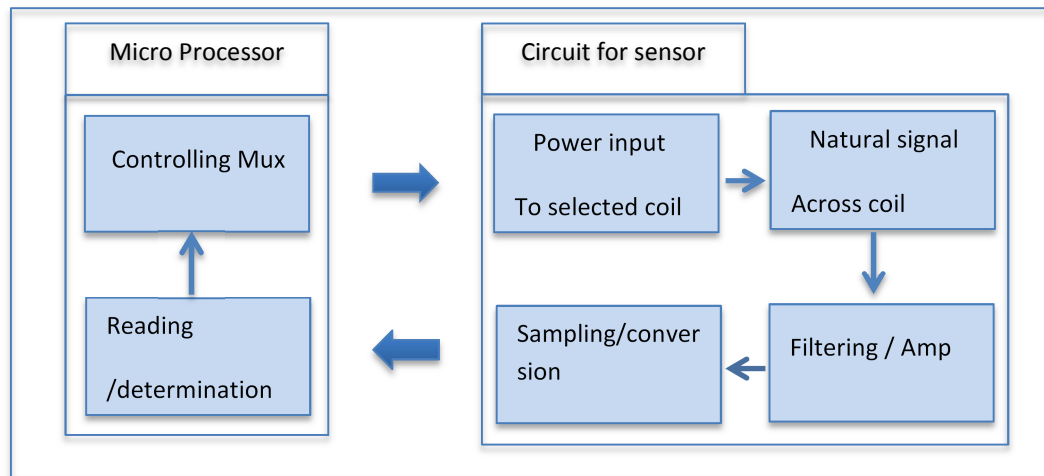 Micro Processor
Controlling Mux
Reading
/determination
Circuit for sensor
Power input
To selected coil
Natural signal
Across coil
Filtering / Amp
Sampling/conver
sion